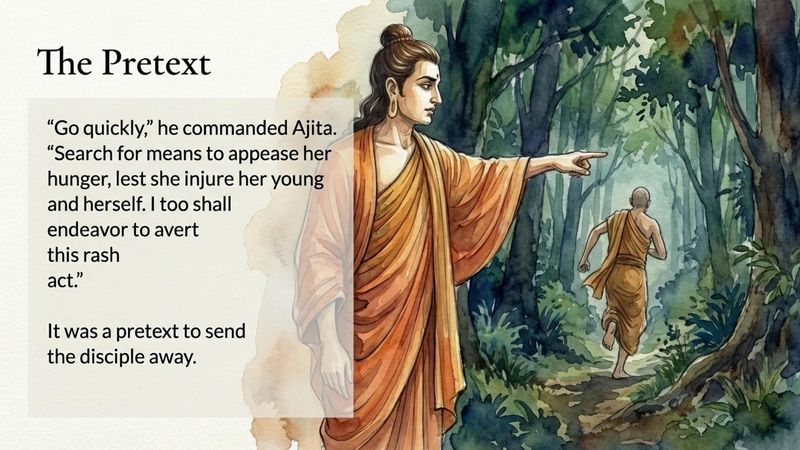 The Pretext
“Go quickly,” he commanded Ajita.
“Search for means to appease her
hunger, lest she injure her young
and herself. I too shall
endeavor to avert
this rash
act.”
It was a pretext to send
the disciple away.